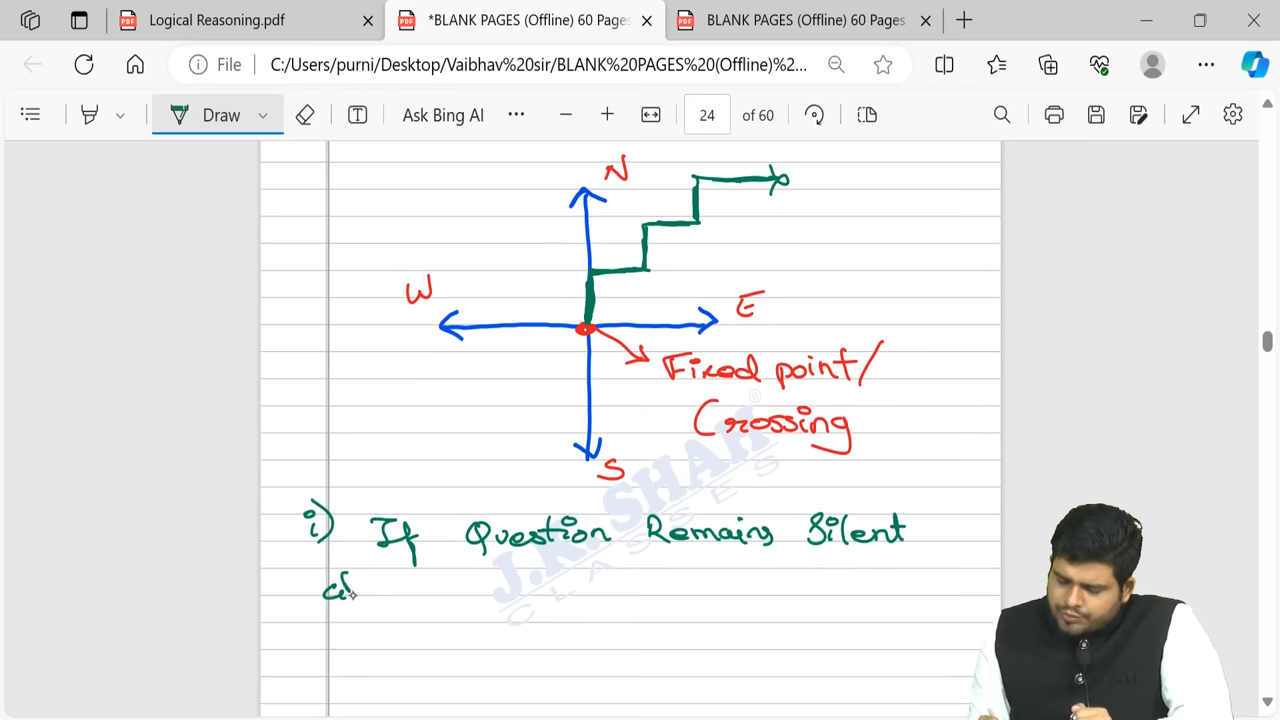 Logical Reasoning.pdf
*BLANK PAGES (Offline) 60 Pages
BLANK PAGES (Offline) 60 Pages
File
C:/Users/purni/Desktop/Vaibhav%20sir/BLANK%20PAGES%20(Offline)%2...
Draw
Ask Bing AI
24
of 60
N
W
E
Fixed point/
Crossing
S
J.K. SHAH®
CLASSES
i) If Question Remains Silent